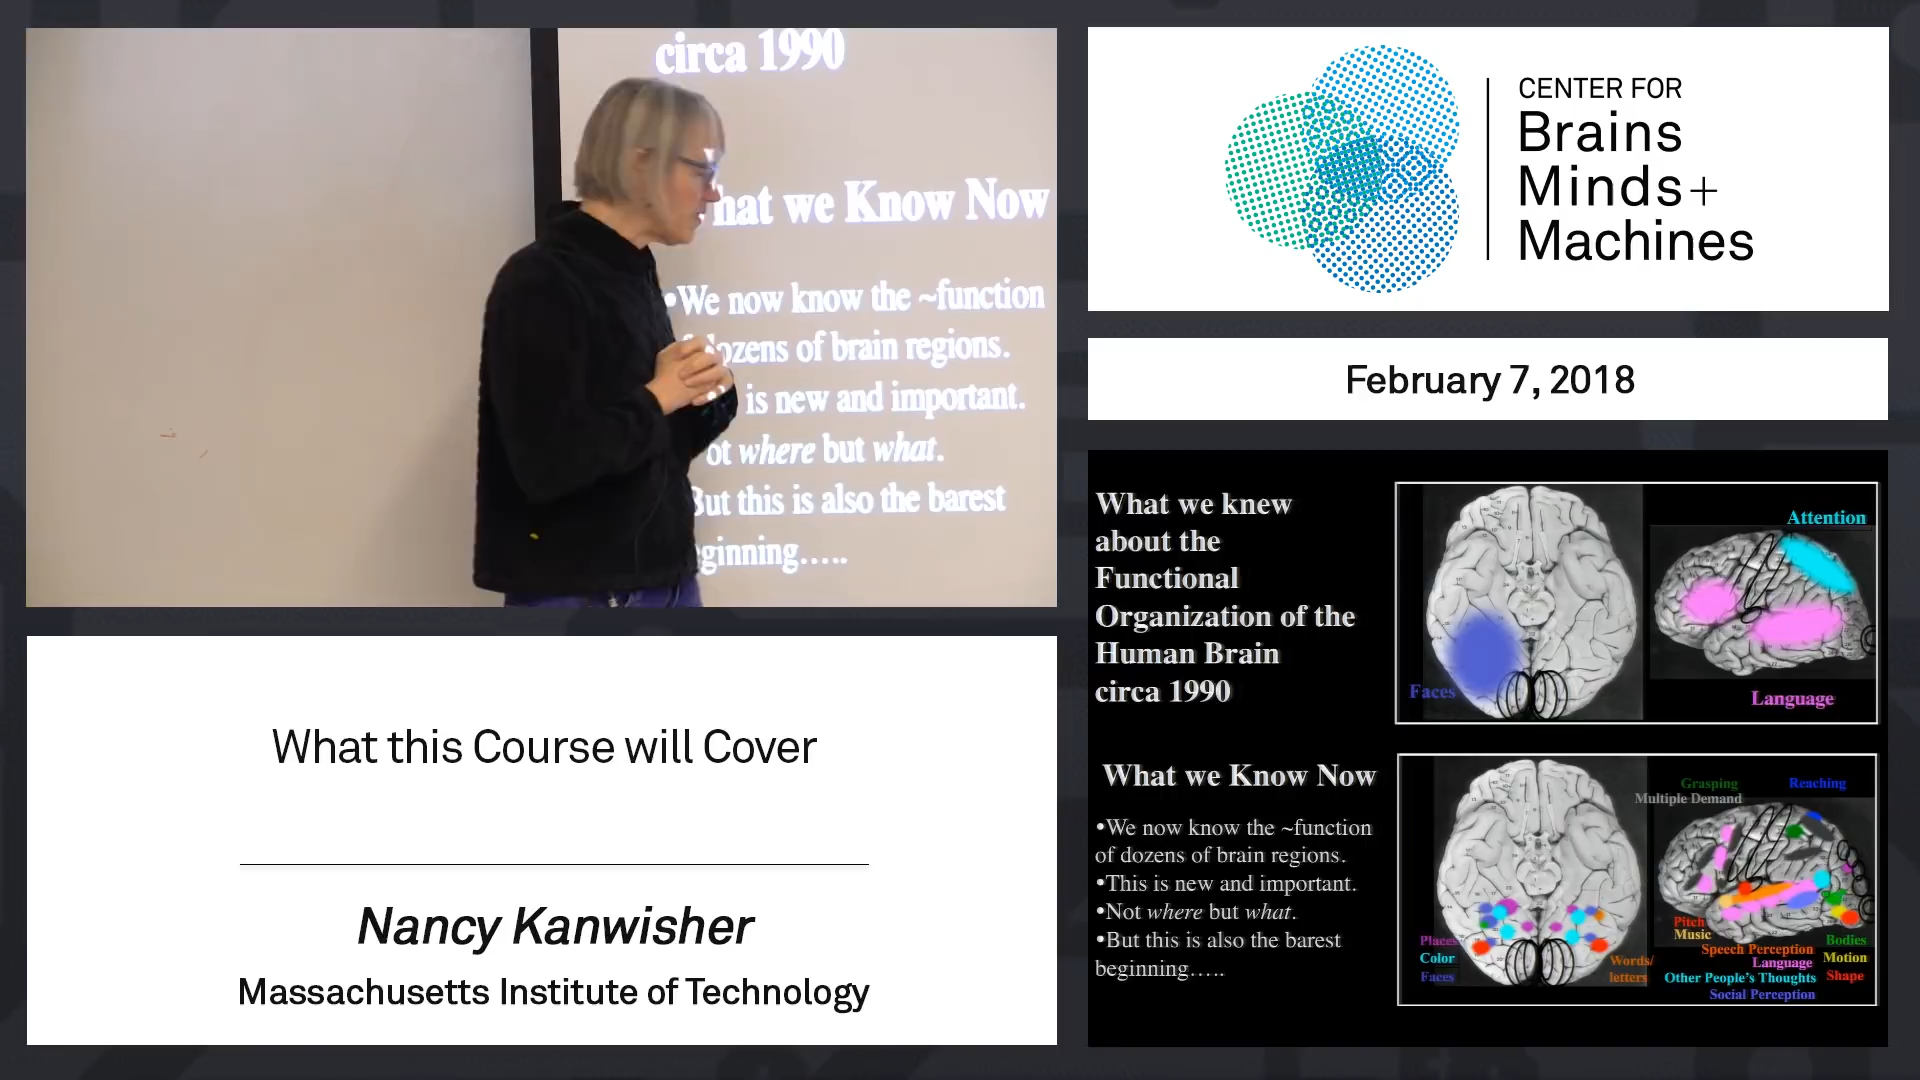 circa 1990
hat we Know Now
•We now know the ~function
dozens of brain regions.
is new and important.
ot where but what.
But this is also the barest
ginning.....
CENTER FOR
Brains
Minds+
Machines
February 7, 2018
What this Course will Cover
Nancy Kanwisher
Massachusetts Institute of Technology
What we knew
about the
Functional
Organization of the
Human Brain
circa 1990
Attention
Faces
Language
What we Know Now
•We now know the ~function
of dozens of brain regions.
•This is new and important.
•Not where but what.
•But this is also the barest
beginning.....
Grasping
Reaching
Multiple Demand
Places
Color
Faces
Words/
letters
Pitch
Music
Speech Perception
Language
Other People's Thoughts
Social Perception
Bodies
Motion
Shape